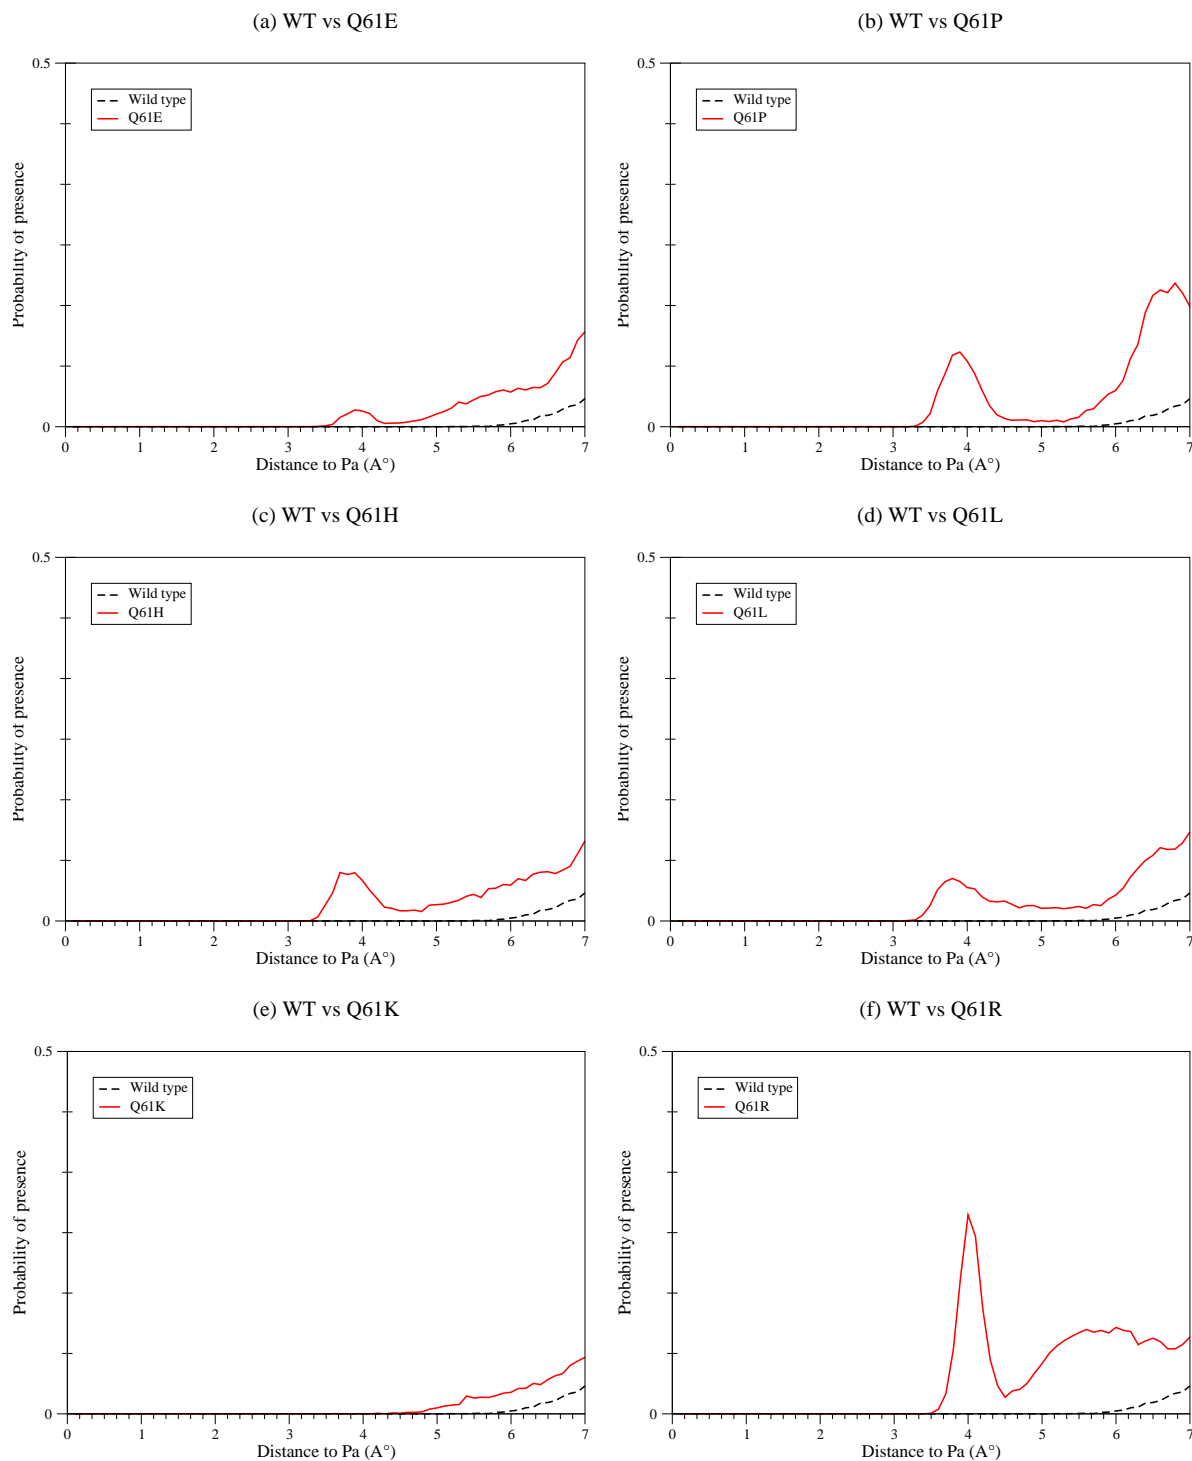 (a) WT vs Q61E
0.5
Wild type
Q61E
Probability of presence
0
0 1 2 3 4 5 6 7
Distance to Pa (A°)
(b) WT vs Q61P
0.5
Wild type
Q61P
Probability of presence
0
0 1 2 3 4 5 6 7
Distance to Pa (A°)
(c) WT vs Q61H
0.5
Wild type
Q61H
Probability of presence
0
0 1 2 3 4 5 6 7
Distance to Pa (A°)
(d) WT vs Q61L
0.5
Wild type
Q61L
Probability of presence
0
0 1 2 3 4 5 6 7
Distance to Pa (A°)
(e) WT vs Q61K
0.5
Wild type
Q61K
Probability of presence
0
0 1 2 3 4 5 6 7
Distance to Pa (A°)
(f) WT vs Q61R
0.5
Wild type
Q61R
Probability of presence
0
0 1 2 3 4 5 6 7
Distance to Pa (A°)